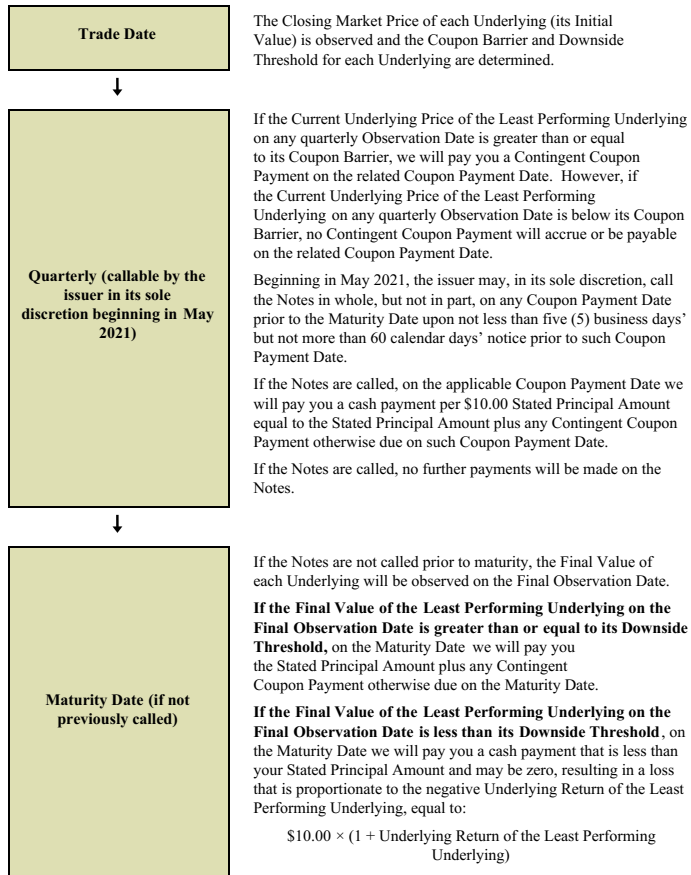 Trade Date
The Closing Market Price of each Underlying (its Initial
Value) is observed and the Coupon Barrier and Downside
Threshold for each Underlying are determined.
Quarterly (callable by the
issuer in its sole
discretion beginning in May
2021)
If the Current Underlying Price of the Least Performing Underlying
on any quarterly Observation Date is greater than or equal
to its Coupon Barrier, we will pay you a Contingent Coupon
Payment on the related Coupon Payment Date. However, if
the Current Underlying Price of the Least Performing
Underlying on any quarterly Observation Date is below its Coupon
Barrier, no Contingent Coupon Payment will accrue or be payable
on the related Coupon Payment Date.
Beginning in May 2021, the issuer may, in its sole discretion, call
the Notes in whole, but not in part, on any Coupon Payment Date
prior to the Maturity Date upon not less than five (5) business days’
but not more than 60 calendar days’ notice prior to such Coupon
Payment Date.
If the Notes are called, on the applicable Coupon Payment Date we
will pay you a cash payment per $10.00 Stated Principal Amount
equal to the Stated Principal Amount plus any Contingent Coupon
Payment otherwise due on such Coupon Payment Date.
If the Notes are called, no further payments will be made on the
Notes.
Maturity Date (if not
previously called)
If the Notes are not called prior to maturity, the Final Value of
each Underlying will be observed on the Final Observation Date.
If the Final Value of the Least Performing Underlying on the
Final Observation Date is greater than or equal to its Downside
Threshold, on the Maturity Date we will pay you
the Stated Principal Amount plus any Contingent
Coupon Payment otherwise due on the Maturity Date.
If the Final Value of the Least Performing Underlying on the
Final Observation Date is less than its Downside Threshold, on
the Maturity Date we will pay you a cash payment that is less than
your Stated Principal Amount and may be zero, resulting in a loss
that is proportionate to the negative Underlying Return of the Least
Performing Underlying, equal to:
$10.00 × (1 + Underlying Return of the Least Performing
Underlying)